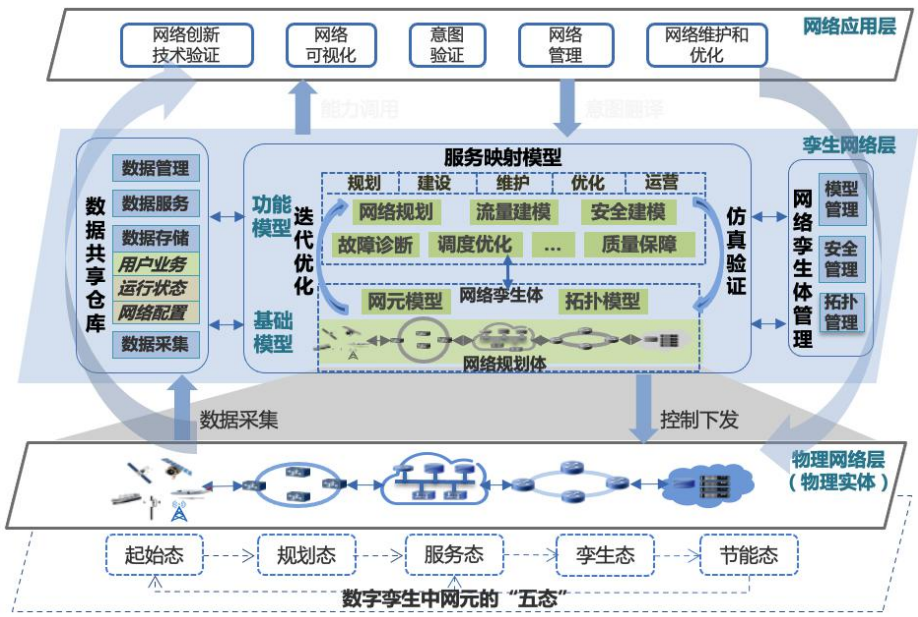 网络应用层
网络创新
技术验证
网络
可视化
意图
验证
网络
管理
网络维护和
优化
能力调用
意图翻译
孪生网络层
数据共享仓库
数据管理
数据服务
数据存储
用户业务
运行状态
网络配置
数据采集
功能
模型
基础
模型
服务映射模型
迭代优化
规划
建设
维护
优化
运营
网络规划
流量建模
安全建模
故障诊断
调度优化
...
质量保障
网元模型
网络孪生体
拓扑模型
网络规划体
仿真验证
网络孪生体管理
模型
管理
安全
管理
拓扑
管理
数据采集
控制下发
物理网络层
（物理实体）
起始态
规划态
服务态
孪生态
节能态
数字孪生中网元的“五态”